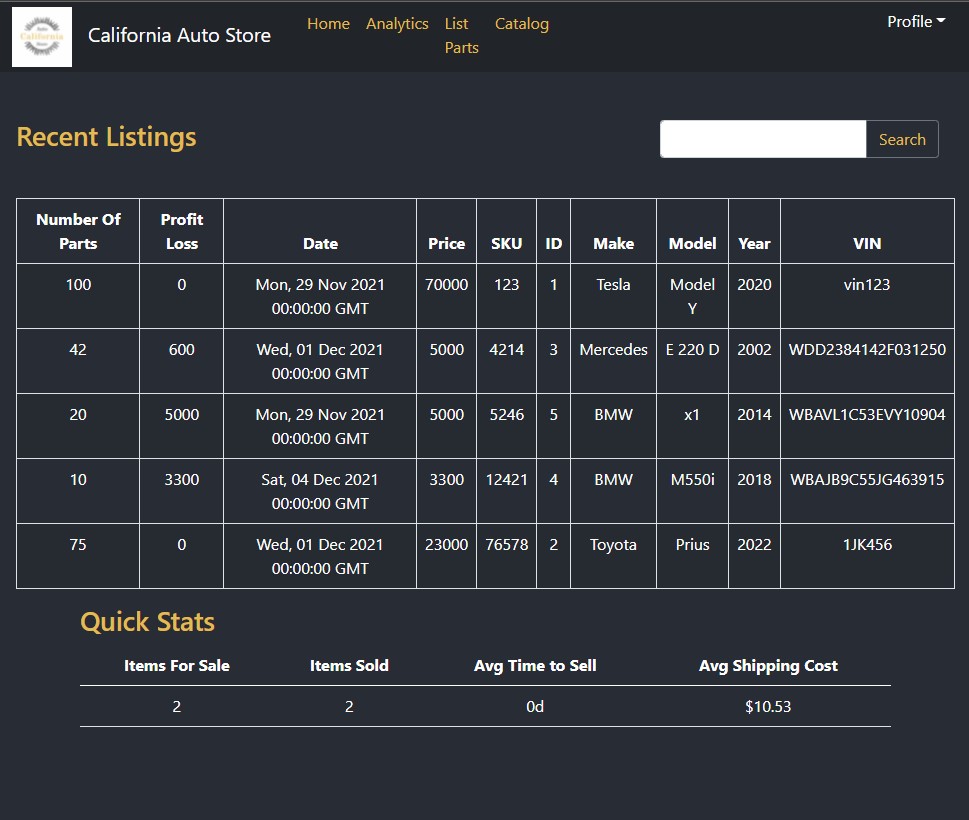 California Auto Store
Home Analytics List Parts Catalog
Profile
California
Recent Listings
Search
Number Of Parts Profit Loss Date Price SKU ID Make Model Year VIN
100 0 Mon, 29 Nov 2021 00:00:00 GMT 70000 123 1 Tesla Model Y 2020 vin123
42 600 Wed, 01 Dec 2021 00:00:00 GMT 5000 4214 3 Mercedes E 220 D 2002 WDD2384142F031250
20 5000 Mon, 29 Nov 2021 00:00:00 GMT 5000 5246 5 BMW x1 2014 WBAVL1C53EVY10904
10 3300 Sat, 04 Dec 2021 00:00:00 GMT 3300 12421 4 BMW M550i 2018 WBAJB9C55JG463915
75 0 Wed, 01 Dec 2021 00:00:00 GMT 23000 76578 2 Toyota Prius 2022 1JK456
Quick Stats
Items For Sale Items Sold Avg Time to Sell Avg Shipping Cost
2 2 0d $10.53